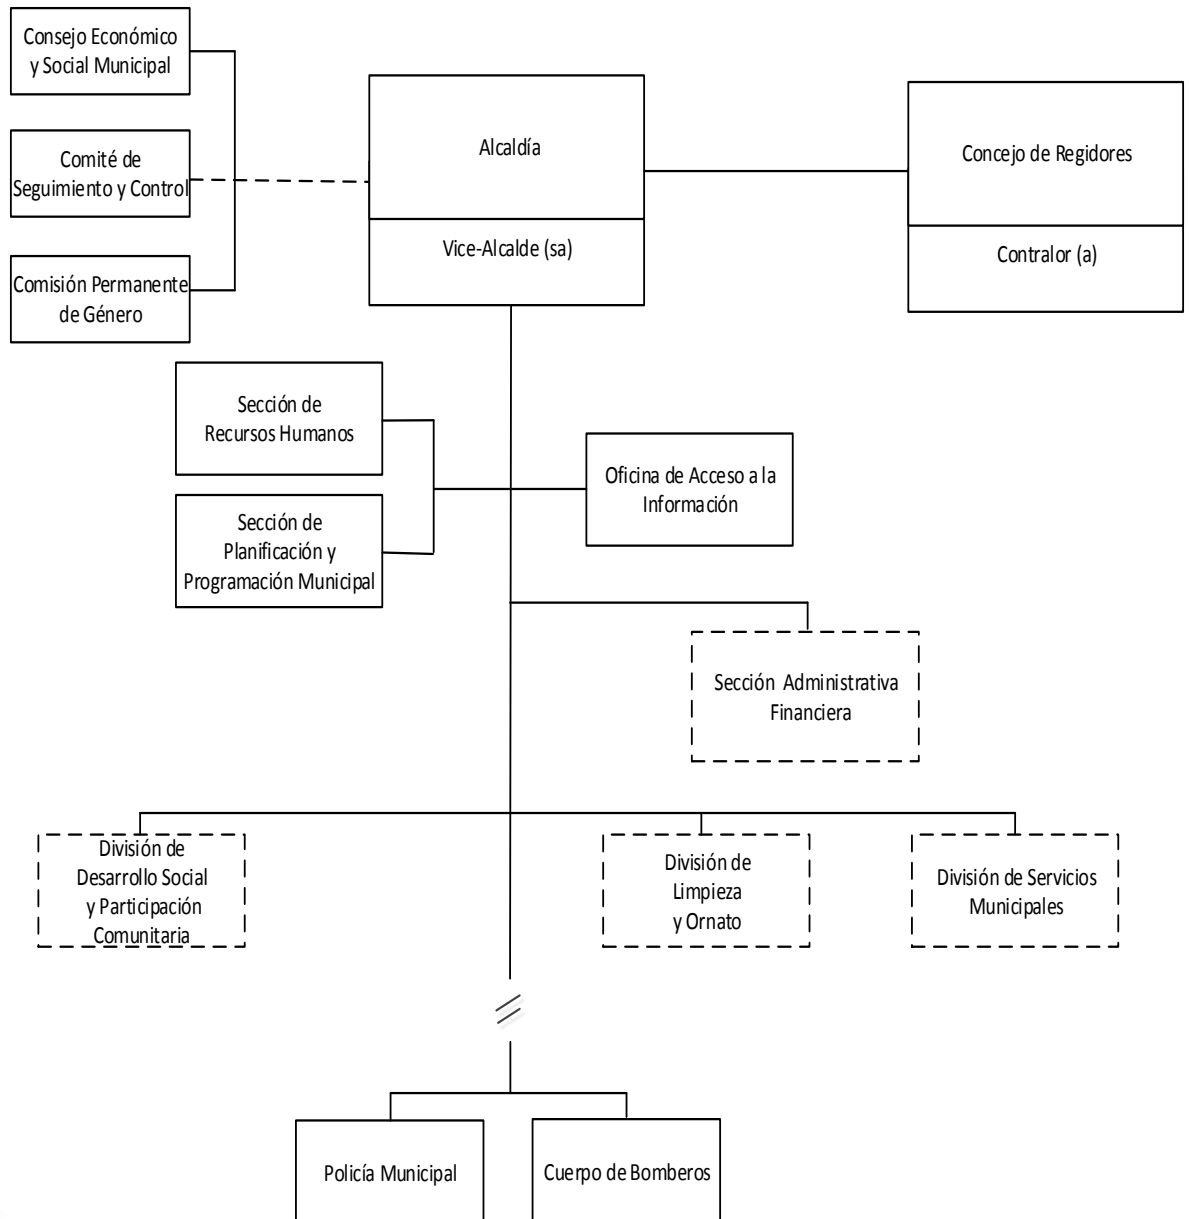 Consejo Económico
y Social Municipal
Comité de
Seguimiento y Control
Comisión Permanente
de Género
Alcaldía
Vice-Alcalde (sa)
Concejo de Regidores
Contralor (a)
Sección de
Recursos Humanos
Sección de
Planificación y
Programación Municipal
Oficina de Acceso a la
Información
Sección Administrativa
Financiera
División de
Desarrollo Social
y Participación
Comunitaria
División de
Limpieza
y Ornato
División de Servicios
Municipales
Policía Municipal
Cuerpo de Bomberos